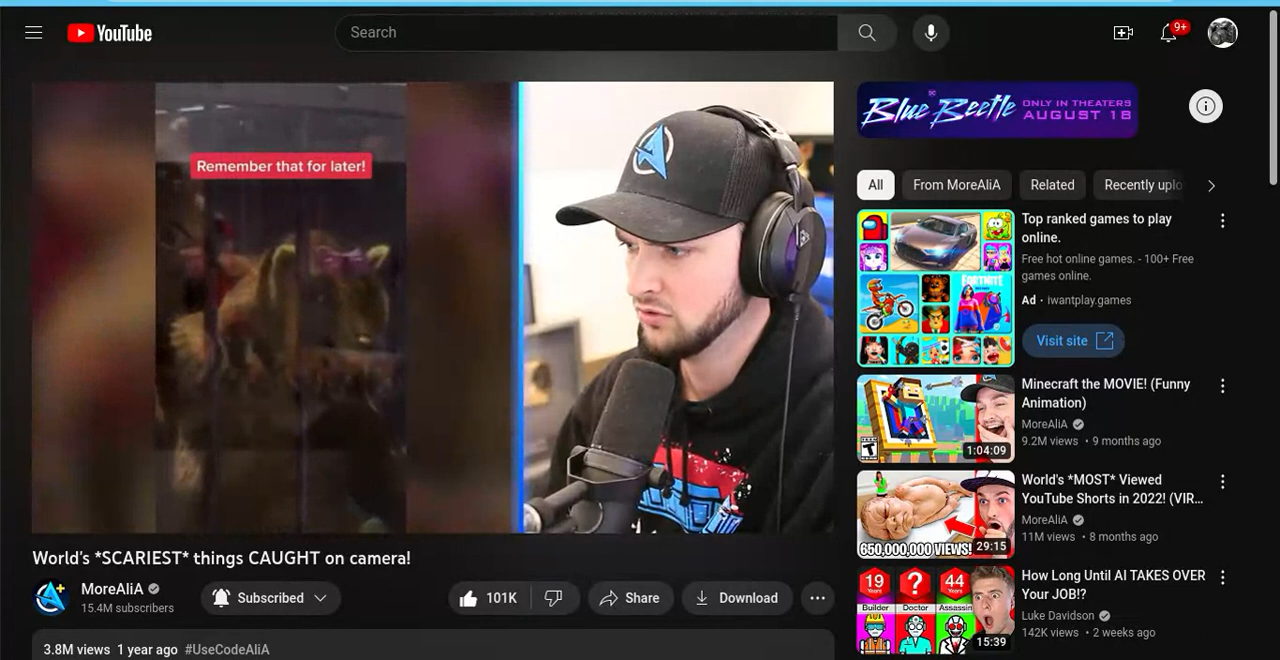 YouTube
Search
9+
Remember that for later!
DC
Blue Beetle
ONLY IN THEATERS
AUGUST 18
All
From MoreAliA
Related
Recently uplo
FORTNITE
Top ranked games to play
online.
Free hot online games. - 100+ Free
games online.
Ad · iwantplay.games
Visit site
T
1:04:09
Minecraft the MOVIE! (Funny
Animation)
MoreAliA
9.2M views • 9 months ago
650,000,000 VIEWS!
29:15
World's *MOST* Viewed
YouTube Shorts in 2022! (VIR...
MoreAliA
11M views • 8 months ago
19
?
44
Builder
Doctor
Assassin
15:39
How Long Until AI TAKES OVER
Your JOB!?
Luke Davidson
142K views • 2 weeks ago
World's *SCARIEST* things CAUGHT on camera!
MoreAliA
15.4M subscribers
Subscribed
101K
Share
Download
3.8M views 1 year ago #UseCodeAliA